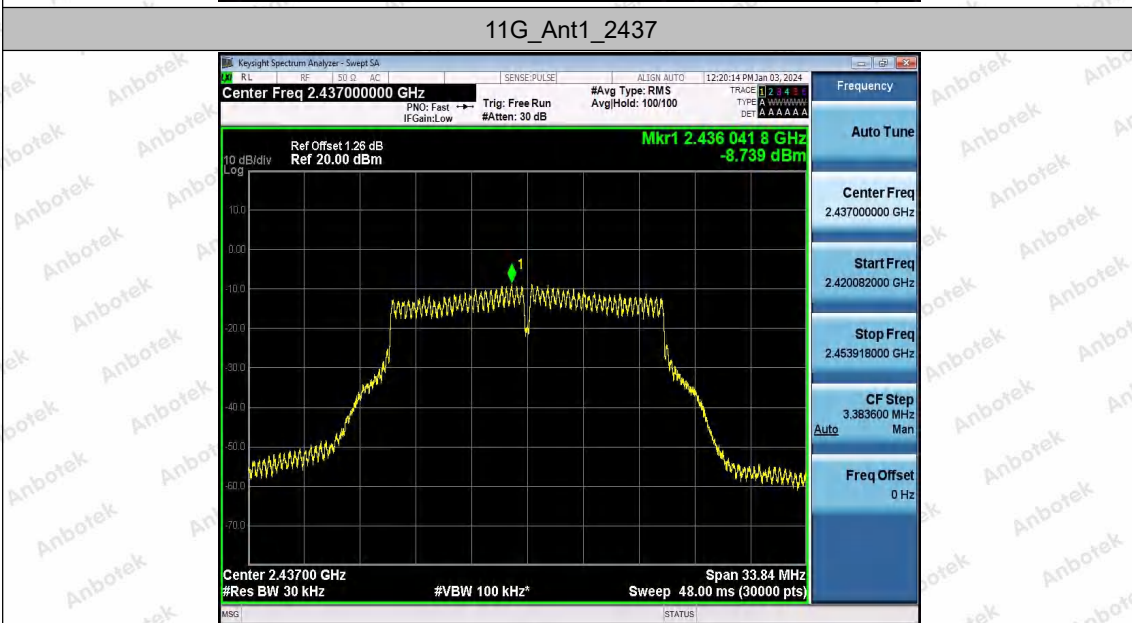 11G_Ant1_2437
Keysight Spectrum Analyzer - Swept SA
RL RF 50 Ω AC SENSE:PULSE ALIGN AUTO 12:20:14 PM Jan 03, 2024
Center Freq 2.437000000 GHz
PNO: Fast
IFGain:Low
Trig: Free Run
#Atten: 30 dB
#Avg Type: RMS
Avg|Hold: 100/100
TRACE 1 2 3 4 5 6
TYPE A WWWWW
DET A A A A A A
Frequency
Mkr1 2.436 041 8 GHz
-8.739 dBm
Ref Offset 1.26 dB
10 dB/div Ref 20.00 dBm
Log
10.0
0.00
-10.0
-20.0
-30.0
-40.0
-50.0
-60.0
-70.0
1
Center 2.43700 GHz Span 33.84 MHz
#Res BW 30 kHz #VBW 100 kHz* Sweep 48.00 ms (30000 pts)
MSG STATUS
Auto Tune
Center Freq
2.437000000 GHz
Start Freq
2.420082000 GHz
Stop Freq
2.453918000 GHz
CF Step
3.383600 MHz
Auto Man
Freq Offset
0 Hz
Anbotek